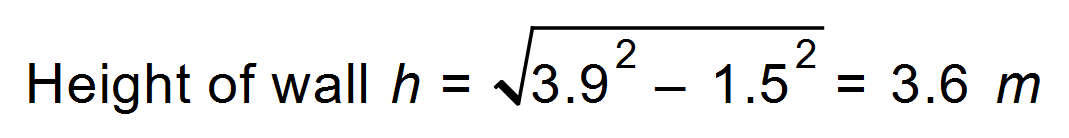 Height of wall h = √3.9² – 1.5² = 3.6 m